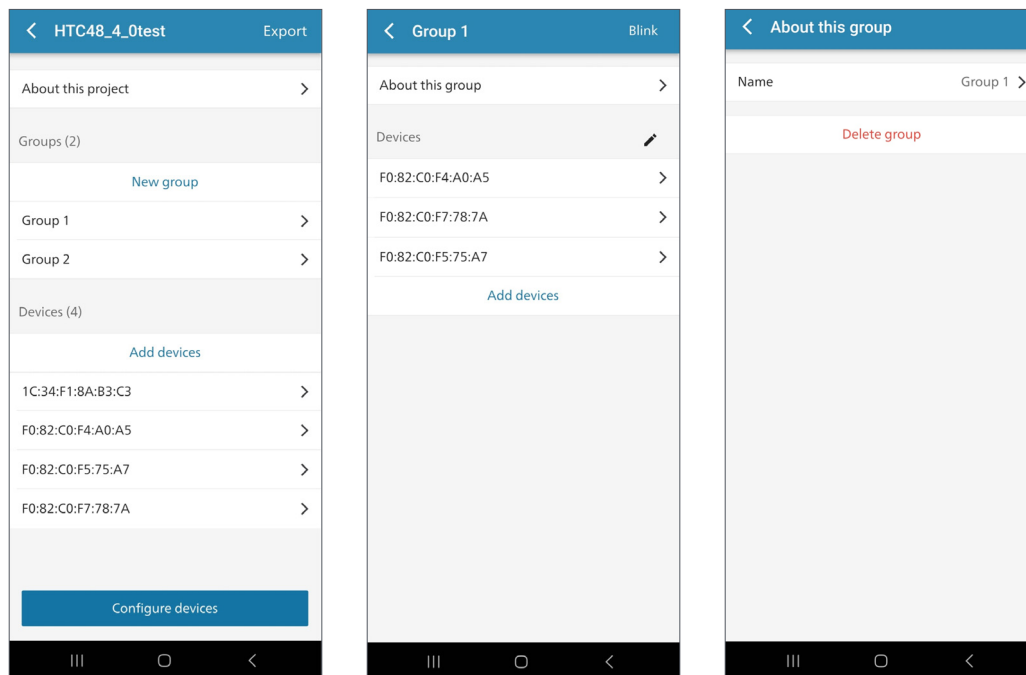 HTC48_4_0test Export
About this project
Groups (2)
New group
Group 1
Group 2
Devices (4)
Add devices
1C:34:F1:8A:B3:C3
F0:82:C0:F4:A0:A5
F0:82:C0:F5:75:A7
F0:82:C0:F7:78:7A
Configure devices
Group 1 Blink
About this group
Devices
F0:82:C0:F4:A0:A5
F0:82:C0:F7:78:7A
F0:82:C0:F5:75:A7
Add devices
About this group
Name Group 1
Delete group